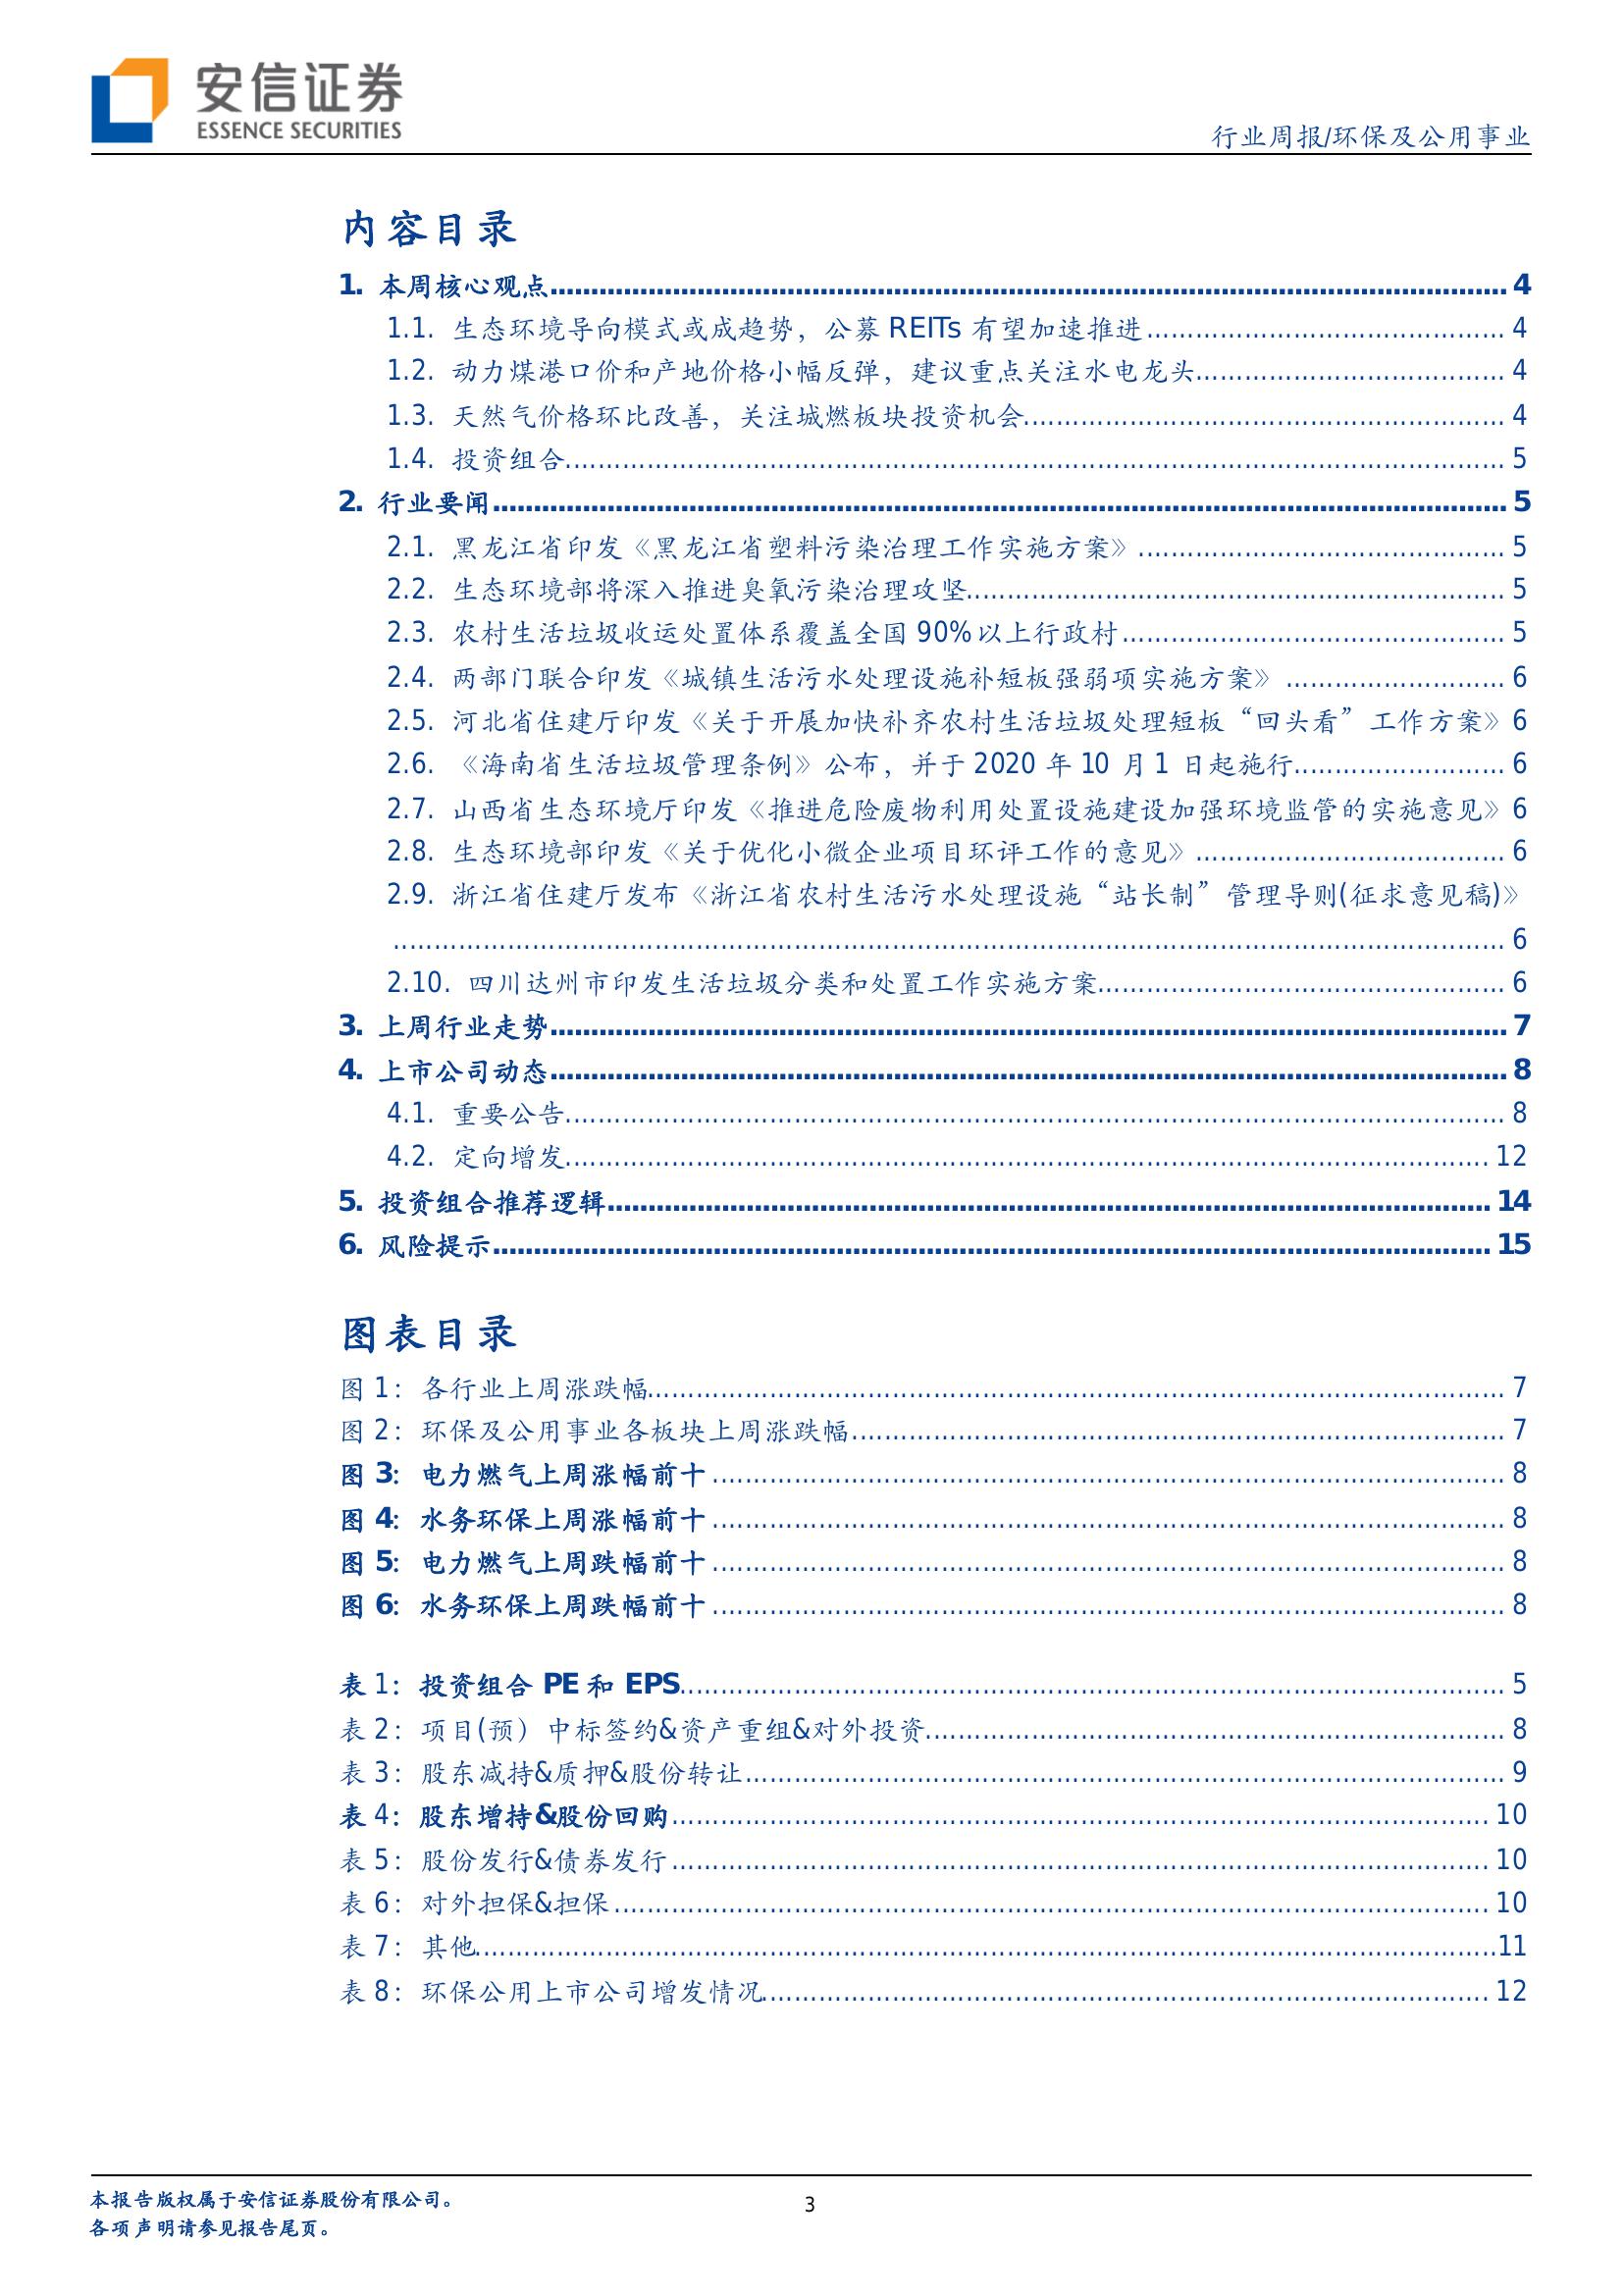 安信证券
ESSENCE SECURITIES
行业周报/环保及公用事业
内容目录
1. 本周核心观点 4
1.1. 生态环境导向模式或成趋势，公募 REITs 有望加速推进 4
1.2. 动力煤港口价和产地价格小幅反弹，建议重点关注水电龙头 4
1.3. 天然气价格环比改善，关注城燃板块投资机会 4
1.4. 投资组合 5
2. 行业要闻 5
2.1. 黑龙江省印发《黑龙江省塑料污染治理工作实施方案》 5
2.2. 生态环境部将深入推进臭氧污染治理攻坚 5
2.3. 农村生活垃圾收运处置体系覆盖全国 90%以上行政村 5
2.4. 两部门联合印发《城镇生活污水处理设施补短板强弱项实施方案》 6
2.5. 河北省住建厅印发《关于开展加快补齐农村生活垃圾处理短板“回头看”工作方案》 6
2.6. 《海南省生活垃圾管理条例》公布，并于 2020 年 10 月 1 日起施行 6
2.7. 山西省生态环境厅印发《推进危险废物利用处置设施建设加强环境监管的实施意见》 6
2.8. 生态环境部印发《关于优化小微企业项目环评工作的意见》 6
2.9. 浙江省住建厅发布《浙江省农村生活污水处理设施“站长制”管理导则(征求意见稿)》
6
2.10. 四川达州市印发生活垃圾分类和处置工作实施方案 6
3. 上周行业走势 7
4. 上市公司动态 8
4.1. 重要公告 8
4.2. 定向增发 12
5. 投资组合推荐逻辑 14
6. 风险提示 15
图表目录
图 1：各行业上周涨跌幅 7
图 2：环保及公用事业各板块上周涨跌幅 7
图 3：电力燃气上周涨幅前十 8
图 4：水务环保上周涨幅前十 8
图 5：电力燃气上周跌幅前十 8
图 6：水务环保上周跌幅前十 8
表 1：投资组合 PE 和 EPS 5
表 2：项目(预）中标签约&资产重组&对外投资 8
表 3：股东减持&质押&股份转让 9
表 4：股东增持&股份回购 10
表 5：股份发行&债券发行 10
表 6：对外担保&担保 10
表 7：其他 11
表 8：环保公用上市公司增发情况 12
本报告版权属于安信证券股份有限公司。
各项声明请参见报告尾页。
3